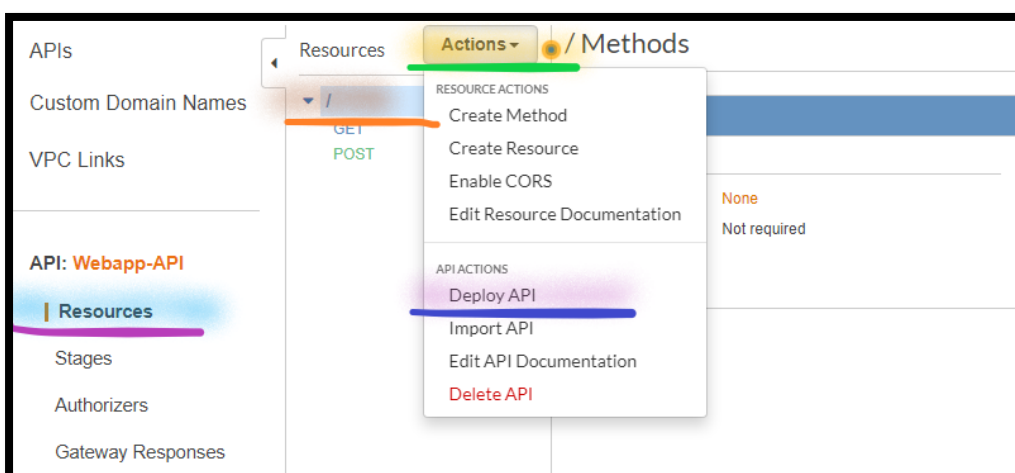 APIs
Custom Domain Names
VPC Links
API: Webapp-API
Resources
Stages
Authorizers
Gateway Responses
Resources
/
GET
POST
Actions
/ Methods
RESOURCE ACTIONS
Create Method
Create Resource
Enable CORS
Edit Resource Documentation
API ACTIONS
Deploy API
Import API
Edit API Documentation
Delete API
None
Not required